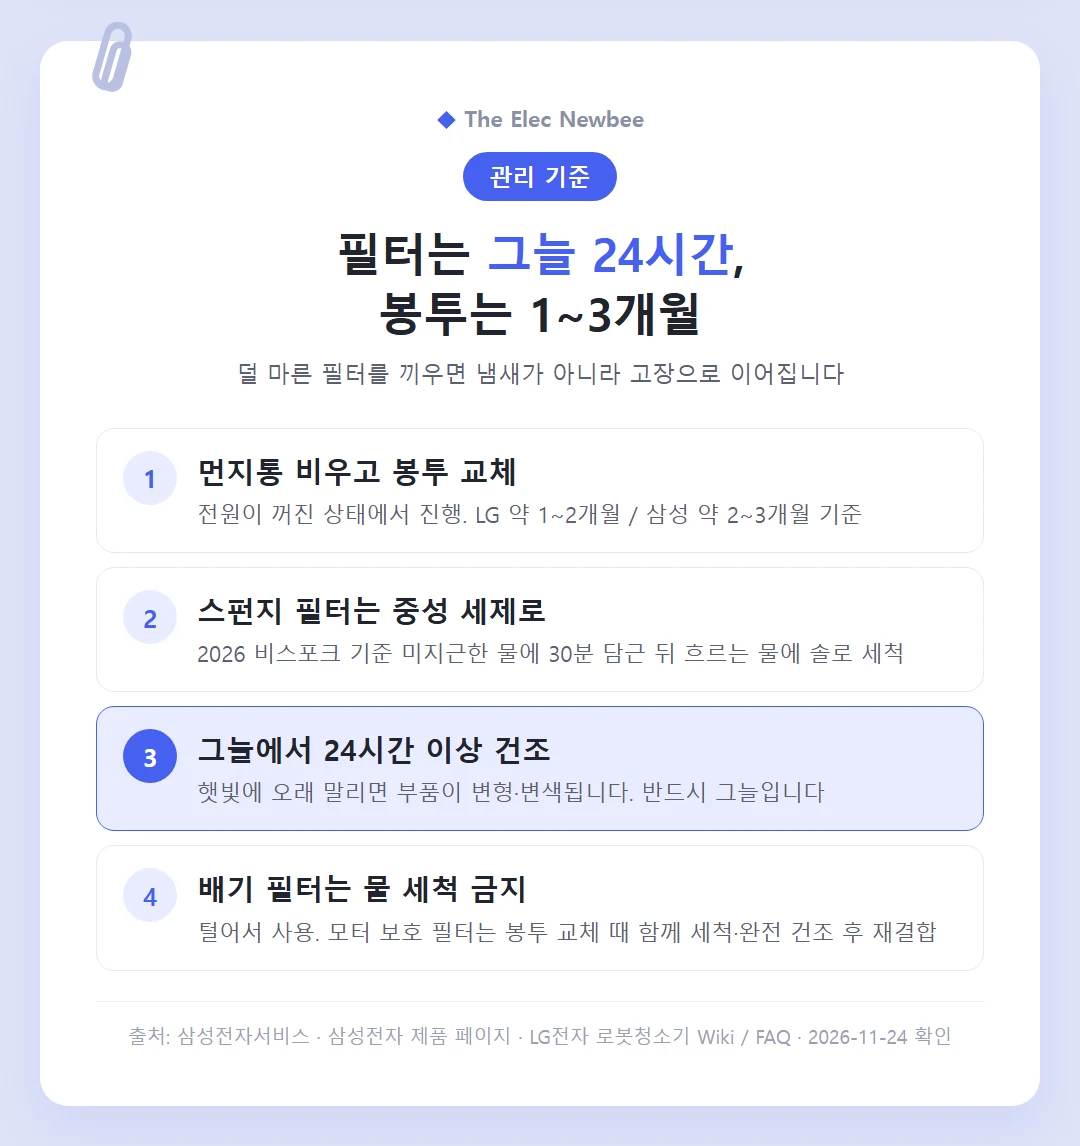 ◆ The Elec Newbee
관리 기준
필터는 그늘 24시간,
봉투는 1~3개월
덜 마른 필터를 끼우면 냄새가 아니라 고장으로 이어집니다
1
먼지통 비우고 봉투 교체
전원이 꺼진 상태에서 진행. LG 약 1~2개월 / 삼성 약 2~3개월 기준
2
스펀지 필터는 중성 세제로
2026 비스포크 기준 미지근한 물에 30분 담근 뒤 흐르는 물에 솔로 세척
3
그늘에서 24시간 이상 건조
햇빛에 오래 말리면 부품이 변형·변색됩니다. 반드시 그늘입니다
4
배기 필터는 물 세척 금지
털어서 사용. 모터 보호 필터는 봉투 교체 때 함께 세척·완전 건조 후 재결합
출처: 삼성전자서비스 · 삼성전자 제품 페이지 · LG전자 로봇청소기 Wiki / FAQ · 2026-11-24 확인